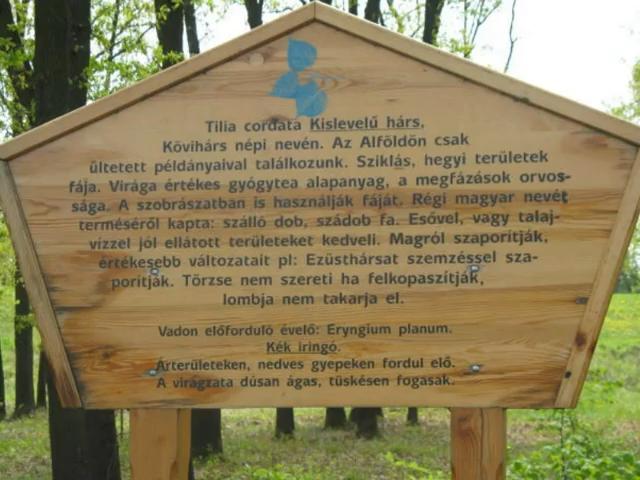 Tilia cordata Kislevelű hárs,
Kővihárs népi nevén. Az Alföldön csak
ültetett példányaival találkozunk. Sziklás, hegyi területek
fája. Virága értékes gyógytea alapanyag, a megfázások orvos-
sága. A szobrászatban is használják fáját. Régi magyar nevét
terméséről kapta: szálló dob, szádob fa. Esővel, vagy talaj-
vízzel jól ellátott területeket kedveli. Magról szaporítják,
értékesebb változatait pl: Ezüsthársat szemzéssel sza-
porítják. Törzse nem szereti ha felkopaszítják,
lombja nem takarja el.
Vadon előforduló évelő: Eryngium planum.
Kék iringó.
Árterületeken, nedves gyepeken fordul elő.
A virágzata dúsan ágas, tüskésen fogasak.